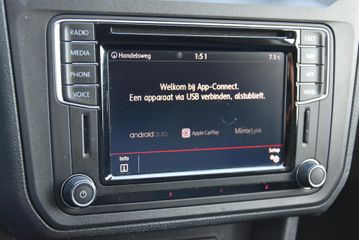 RADIO
MEDIA
PHONE
VOICE
Handelsweg 1:51 7.5°C
Welkom bij App-Connect.
Een apparaat via USB verbinden, alstublieft.
androidauto Apple CarPlay MirrorLink
Info Setup
MENU